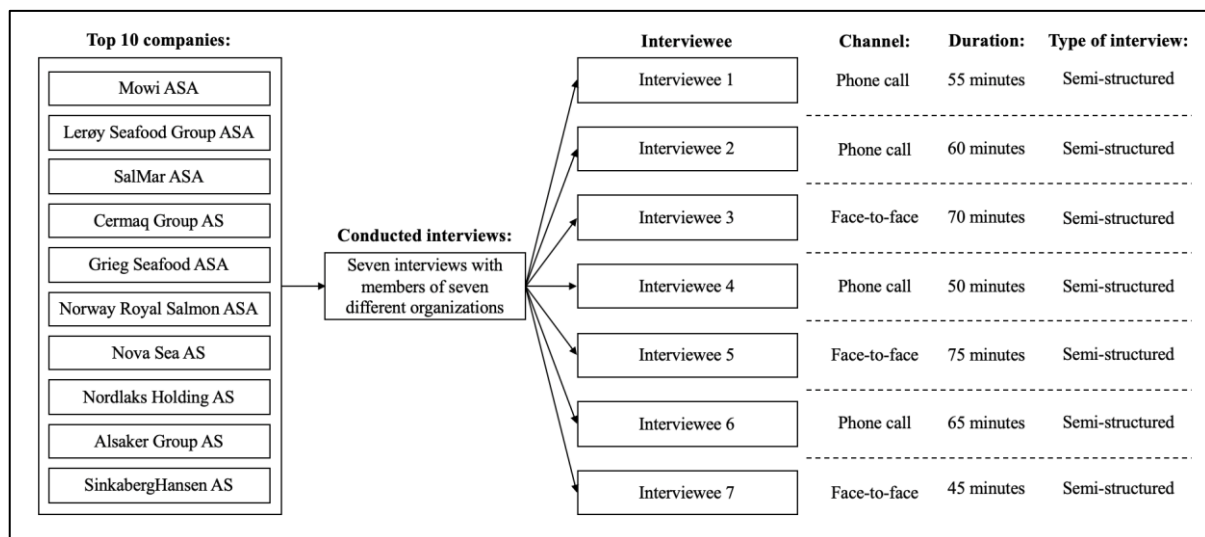 Top 10 companies:
Mowi ASA
Lerøy Seafood Group ASA
SalMar ASA
Cermaq Group AS
Grieg Seafood ASA
Norway Royal Salmon ASA
Nova Sea AS
Nordlaks Holding AS
Alsaker Group AS
SinkabergHansen AS
Conducted interviews:
Seven interviews with
members of seven
different organizations
Interviewee Channel: Duration: Type of interview:
Interviewee 1 Phone call 55 minutes Semi-structured
Interviewee 2 Phone call 60 minutes Semi-structured
Interviewee 3 Face-to-face 70 minutes Semi-structured
Interviewee 4 Phone call 50 minutes Semi-structured
Interviewee 5 Face-to-face 75 minutes Semi-structured
Interviewee 6 Phone call 65 minutes Semi-structured
Interviewee 7 Face-to-face 45 minutes Semi-structured